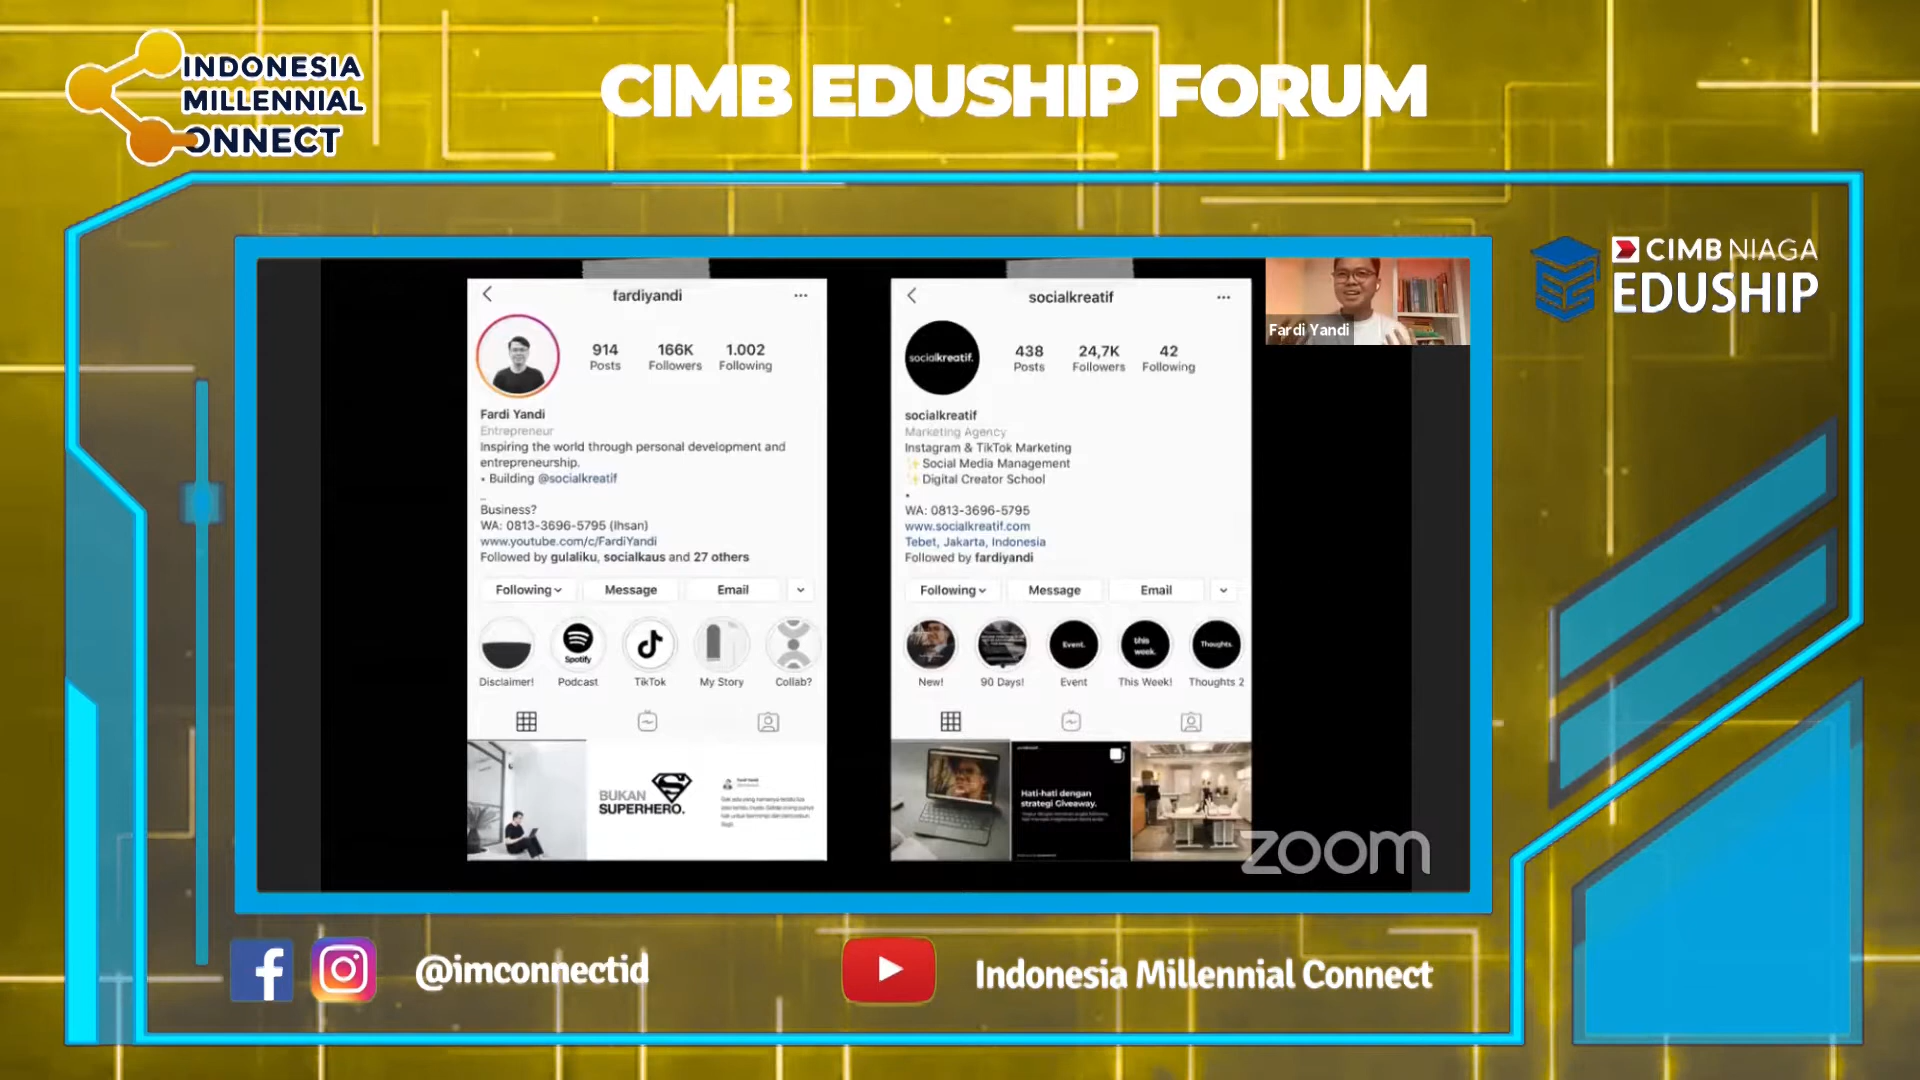 INDONESIA
MILLENNIAL
CONNECT
CIMB EDUSHIP FORUM
CIMB NIAGA
EDUSHIP
fardiyandi
914
Posts
166K
Followers
1.002
Following
Fardi Yandi
Entrepreneur
Inspiring the world through personal development and
entrepreneurship.
• Building @socialkreatif
_
Business?
WA: 0813-3696-5795 (Ihsan)
www.youtube.com/c/FardiYandi
Followed by gulaliku, socialkaus and 27 others
Following
Message
Email
Spotify
Disclaimer!
Podcast
TikTok
My Story
Collab?
BUKAN
SUPERHERO.
socialkreatif
socialkreatif.
438
Posts
24,7K
Followers
42
Following
socialkreatif
Marketing Agency
Instagram & TikTok Marketing
✨Social Media Management
✨Digital Creator School
•
WA: 0813-3696-5795
www.socialkreatif.com
Tebet, Jakarta, Indonesia
Followed by fardiyandi
Following
Message
Email
Event.
this
week.
Thoughts.
New!
90 Days!
Event
This Week!
Thoughts 2
Hati-hati dengan
strategi Giveaway.
Fardi Yandi
zoom
@imconnectid
Indonesia Millennial Connect